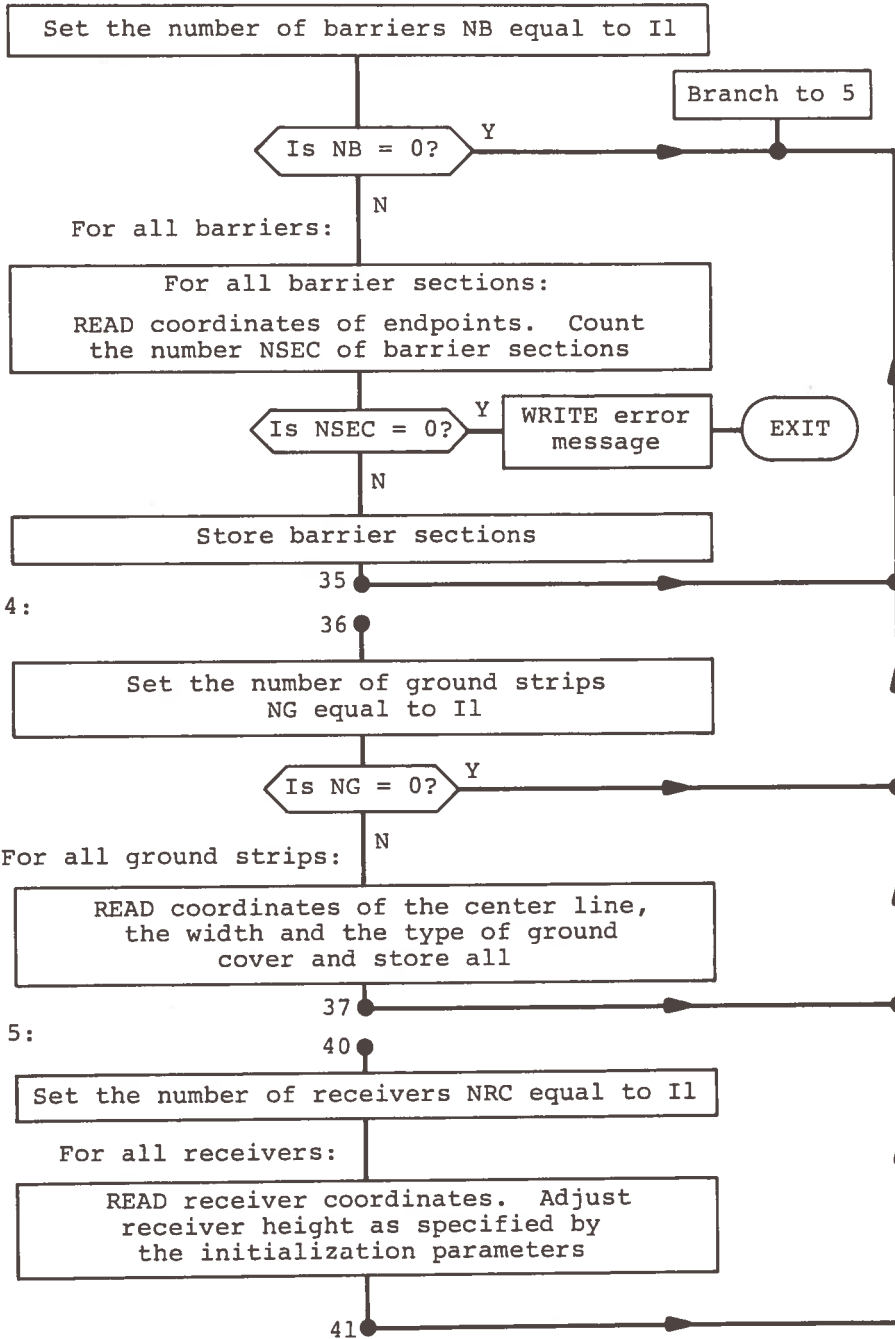 Set the number of barriers NB equal to Il
Branch to 5
Is NB = 0?
Y
N
For all barriers:
For all barrier sections:
READ coordinates of endpoints. Count
the number NSEC of barrier sections
Is NSEC = 0?
Y
WRITE error
message
EXIT
N
Store barrier sections
35
4:
36
Set the number of ground strips
NG equal to Il
Is NG = 0?
Y
N
For all ground strips:
READ coordinates of the center line,
the width and the type of ground
cover and store all
37
5:
40
Set the number of receivers NRC equal to Il
For all receivers:
READ receiver coordinates. Adjust
receiver height as specified by
the initialization parameters
41